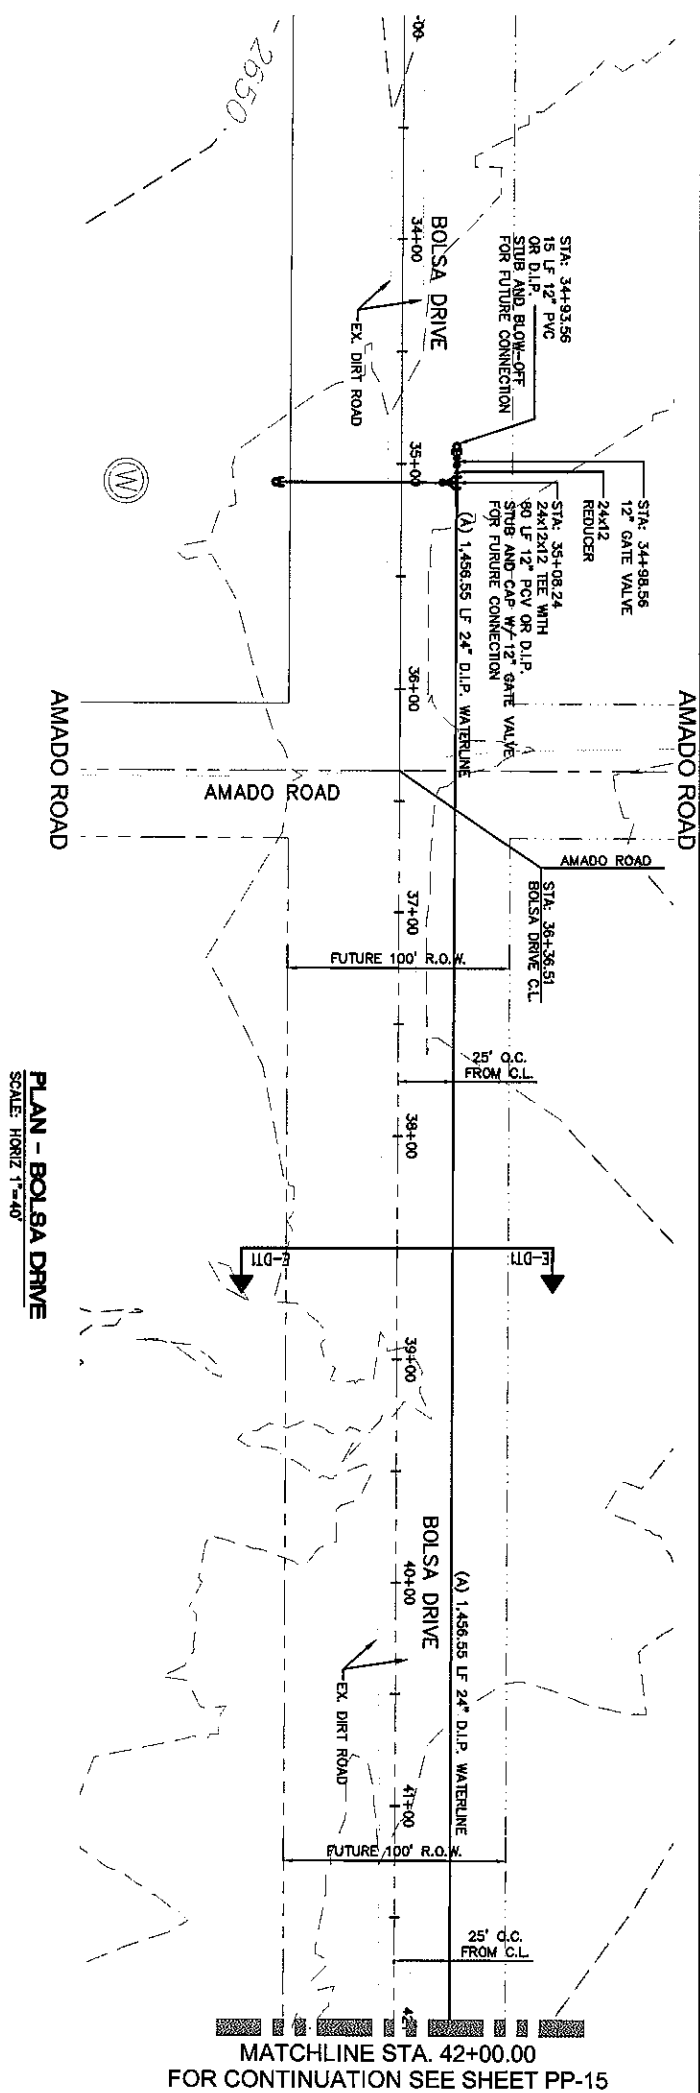 2650
-00-
34+00
BOLSA DRIVE
EX. DIRT ROAD
STA: 34+93.56
15 LF 12" PVC
OR D.I.P.
STUB AND BLOW-OFF
FOR FUTURE CONNECTION
35+00
STA: 34+98.56
12" GATE VALVE
24x12
REDUCER
STA: 35+08.24
24x12x12 TEE WITH
80 LF 12" PCV OR D.I.P.
STUB AND CAP W/ 12" GATE VALVE
FOR FURURE CONNECTION
W
(A) 1,456.55 LF 24" D.I.P. WATERLINE
36+00
AMADO ROAD
AMADO ROAD
AMADO ROAD
AMADO ROAD
STA: 36+36.51
BOLSA DRIVE C.L.
37+00
FUTURE 100' R.O.W.
25' O.C.
FROM C.L.
38+00
E-DT1
E-DT1
PLAN - BOLSA DRIVE
SCALE: HORIZ 1"=40'
39+00
BOLSA DRIVE
40+00
(A) 1,456.55 LF 24" D.I.P. WATERLINE
EX. DIRT ROAD
41+00
FUTURE 100' R.O.W.
25' O.C.
FROM C.L.
42
MATCHLINE STA. 42+00.00
FOR CONTINUATION SEE SHEET PP-15